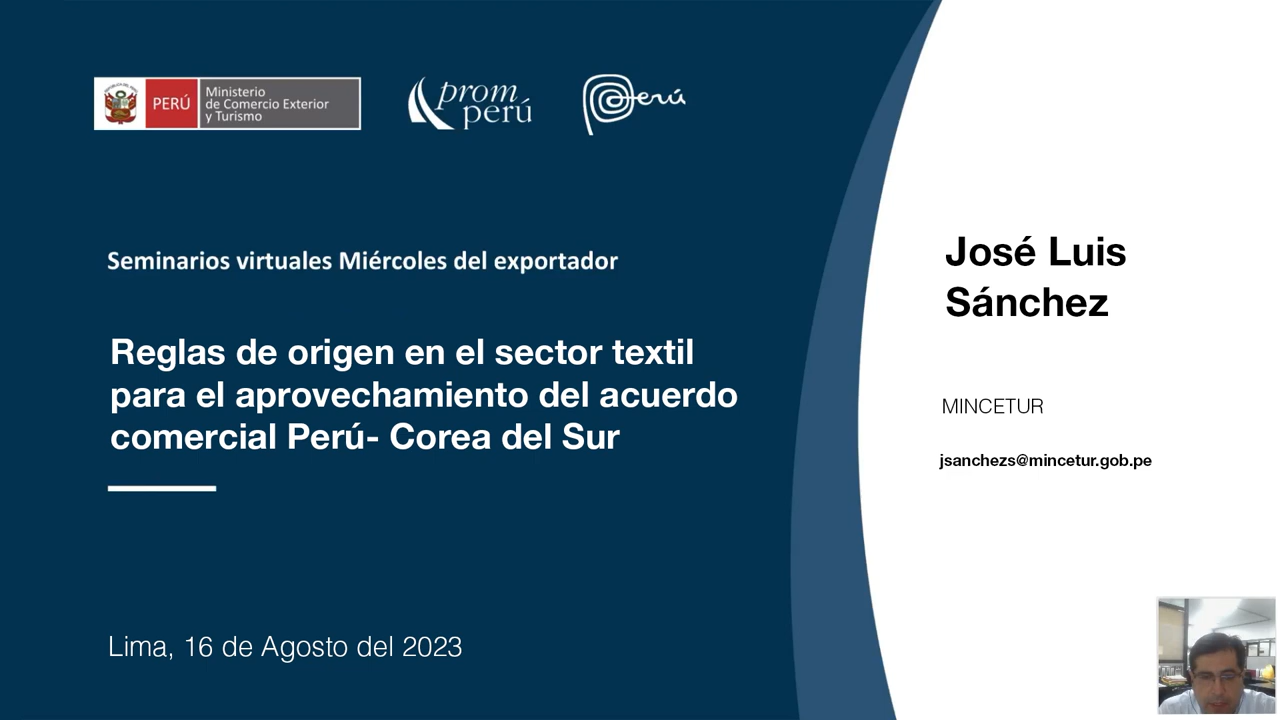 PERÚ
Ministerio
de Comercio Exterior
y Turismo
prom
perú
Perú
Seminarios virtuales Miércoles del exportador
Reglas de origen en el sector textil
para el aprovechamiento del acuerdo
comercial Perú- Corea del Sur
Lima, 16 de Agosto del 2023
José Luis
Sánchez
MINCETUR
jsanchezs@mincetur.gob.pe